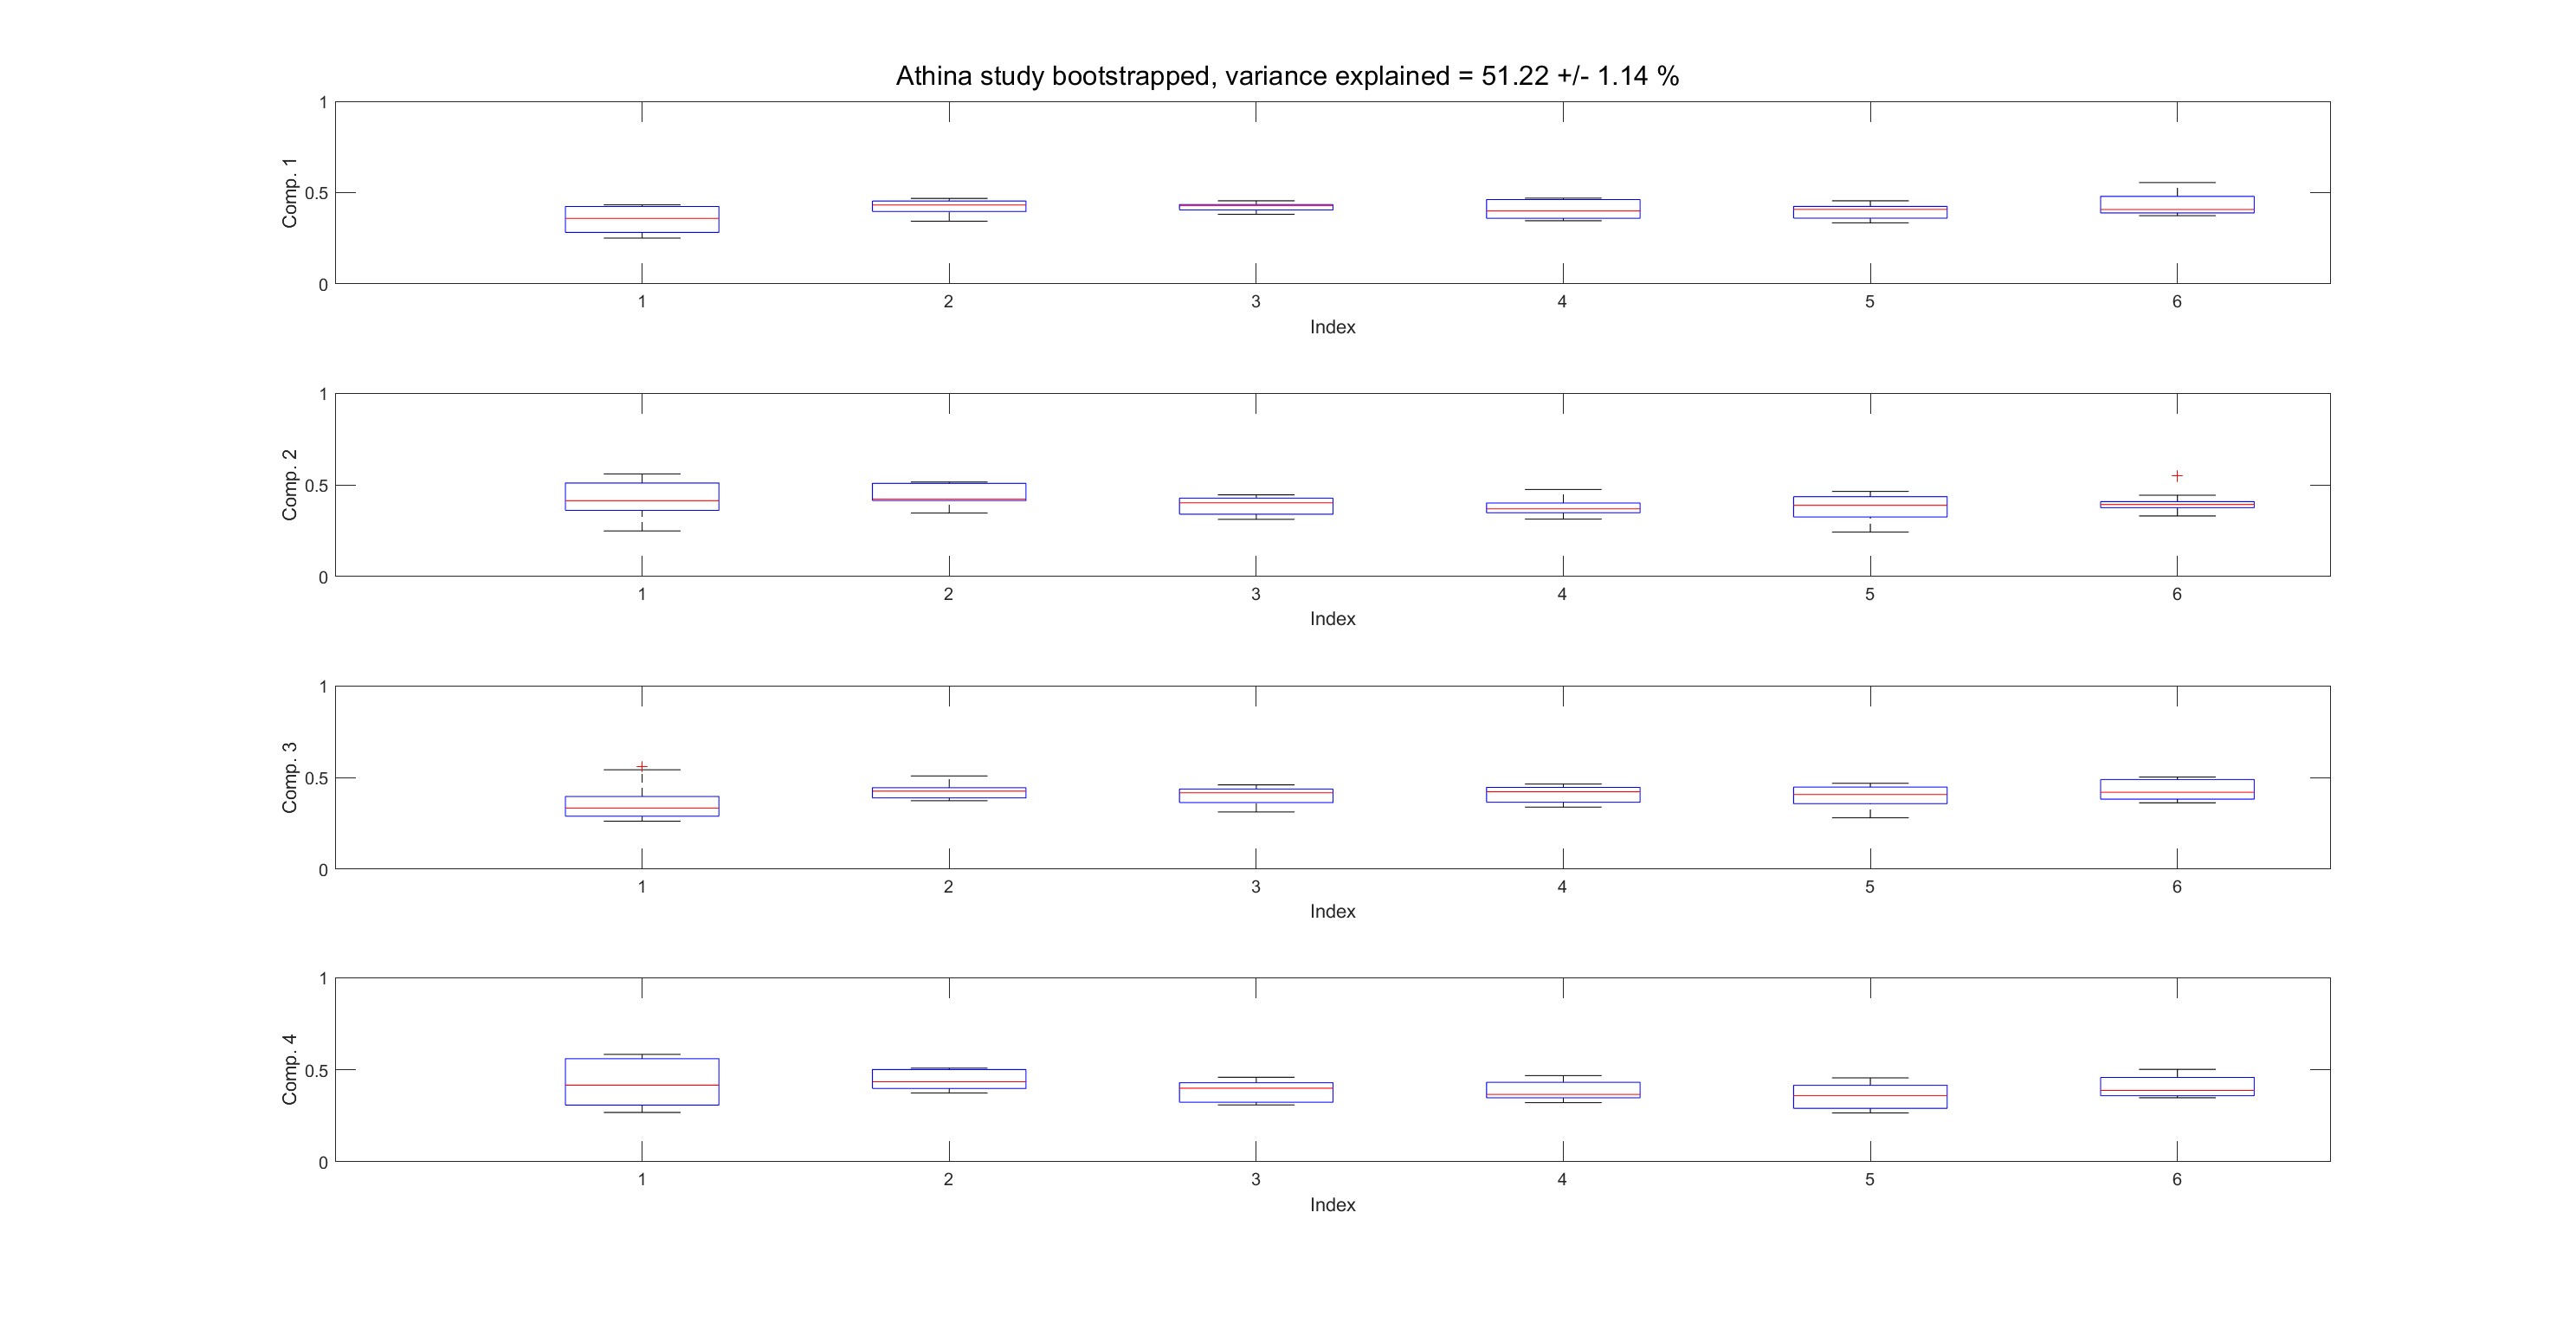 Athina study bootstrapped, variance explained = 51.22 +/- 1.14 %
1
0.5
0
Comp. 1
1 2 3 4 5 6
Index
1
0.5
0
Comp. 2
1 2 3 4 5 6
Index
1
0.5
0
Comp. 3
1 2 3 4 5 6
Index
1
0.5
0
Comp. 4
1 2 3 4 5 6
Index